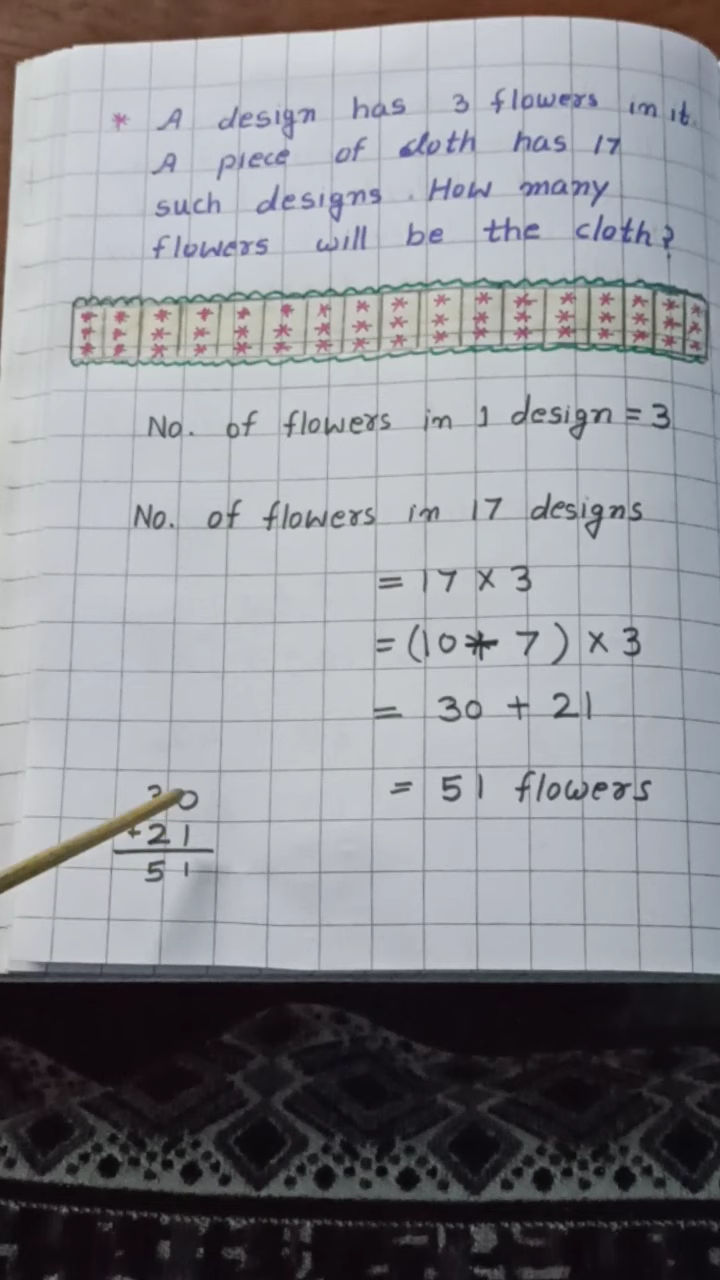 * A design has 3 flowers in it.
A piece of cloth has 17
such designs. How many
flowers will be the cloth?
No. of flowers in 1 design = 3
No. of flowers in 17 designs
= 17 × 3
= (10 + 7) × 3
= 30 + 21
= 51 flowers
30
+21
51